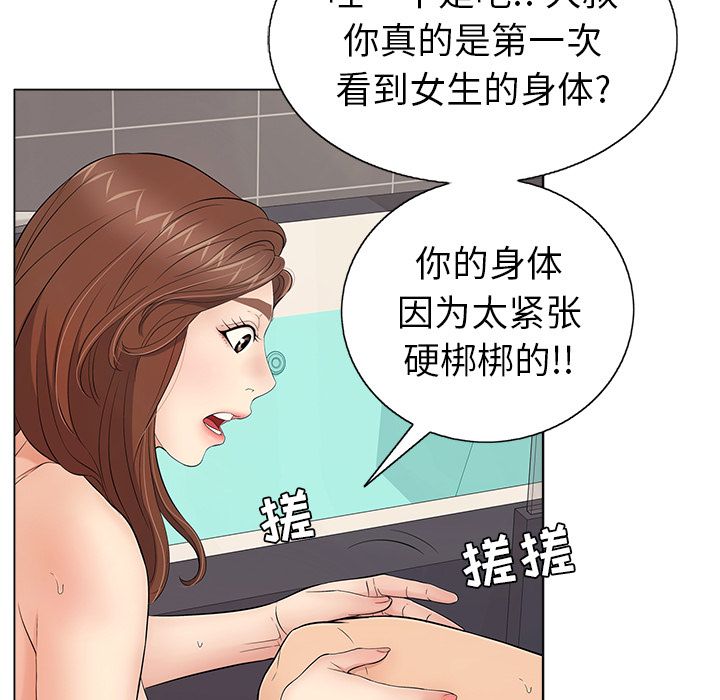 你真的是第一次
看到女生的身体?
你的身体
因为太紧张
硬梆梆的!!
搓
搓搓